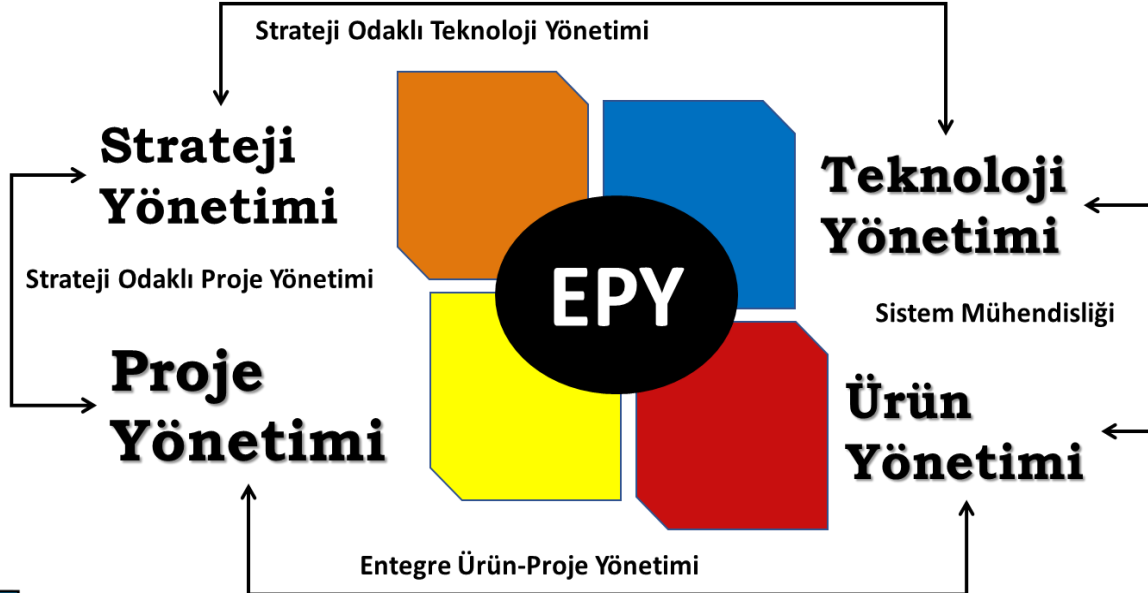 Strateji Odaklı Teknoloji Yönetimi
Strateji
Yönetimi
Teknoloji
Yönetimi
Strateji Odaklı Proje Yönetimi
EPY
Sistem Mühendisliği
Proje
Yönetimi
Ürün
Yönetimi
Entegre Ürün-Proje Yönetimi